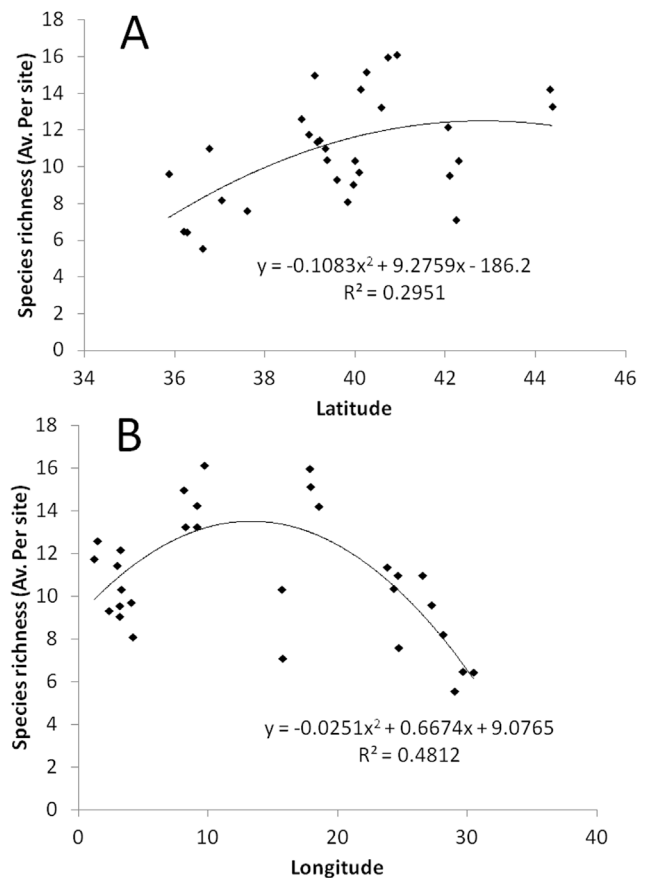 A
18
16
14
12
10
8
6
4
2
0
Species richness (Av. Per site)
y = -0.1083x² + 9.2759x - 186.2
R² = 0.2951
34 36 38 40 42 44 46
Latitude
B
18
16
14
12
10
8
6
4
2
0
Species richness (Av. Per site)
y = -0.0251x² + 0.6674x + 9.0765
R² = 0.4812
0 10 20 30 40
Longitude